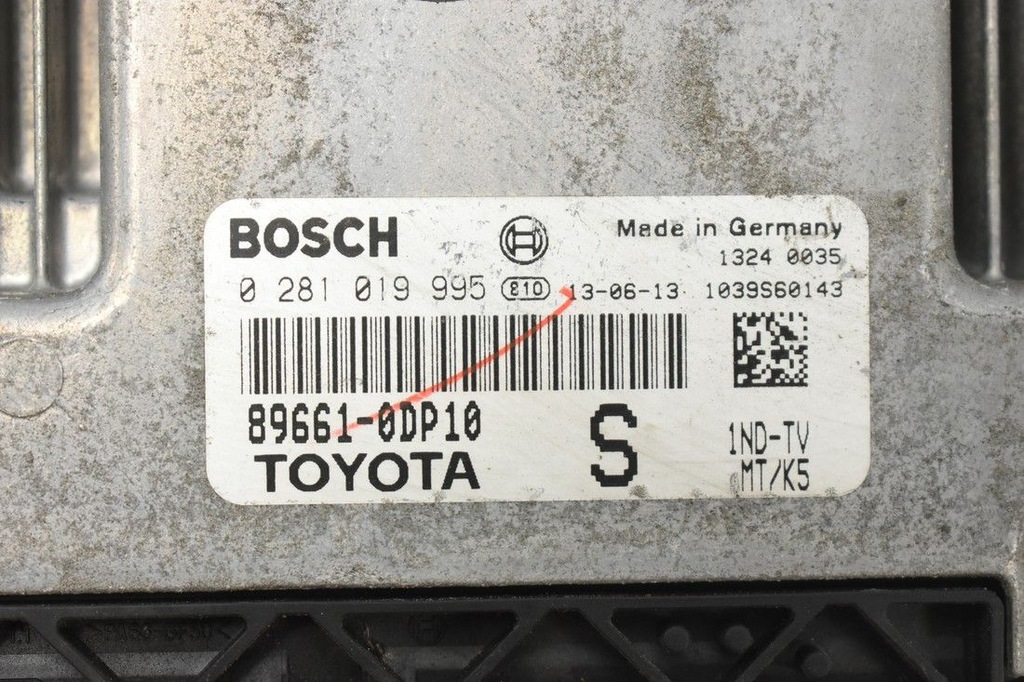 BOSCH
Made in Germany
1324 0035
0 281 019 995 810 13-06-13 1039S60143
89661-0DP10
TOYOTA
S
1ND-TV
MT/K5